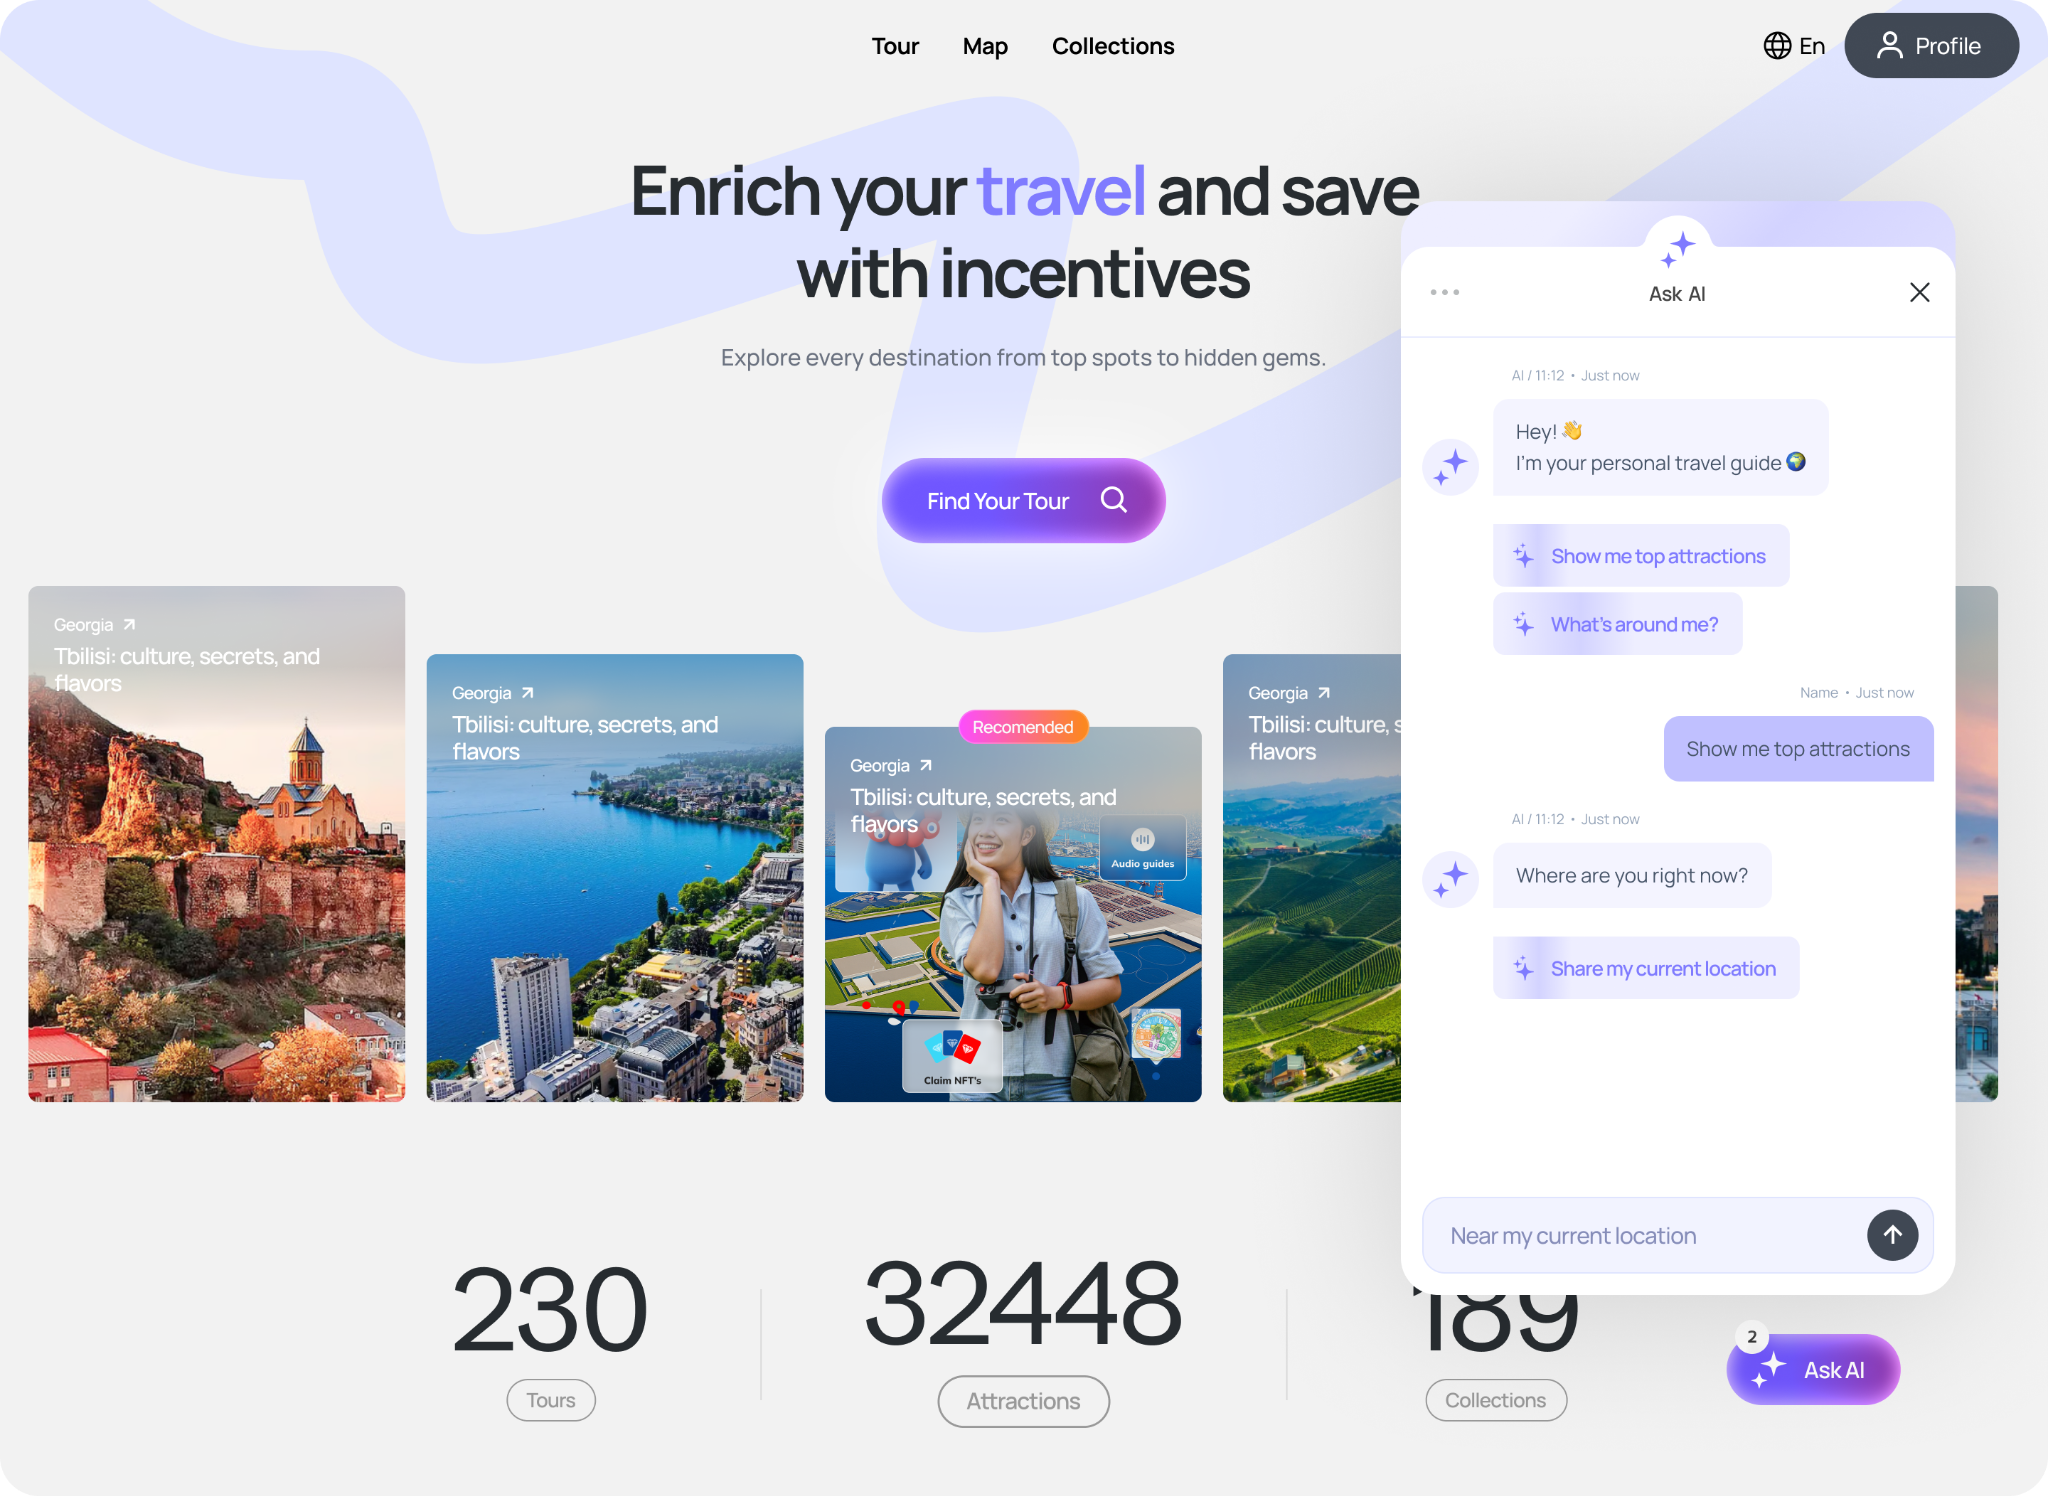 Tour
Map
Collections
En
Profile
Enrich your travel and save
with incentives
Explore every destination from top spots to hidden gems.
Find Your Tour
Georgia
Tbilisi: culture, secrets, and
flavors
Georgia
Tbilisi: culture, secrets, and
flavors
Recomended
Georgia
Tbilisi: culture, secrets, and
flavors
Audio guides
Claim NFT's
Georgia
Tbilisi: culture, s
flavors
Ask AI
AI / 11:12 • Just now
Hey! 👋
I'm your personal travel guide 🌍
Show me top attractions
What's around me?
Name • Just now
Show me top attractions
AI / 11:12 • Just now
Where are you right now?
Share my current location
Near my current location
230
Tours
32448
Attractions
189
Collections
2
Ask AI